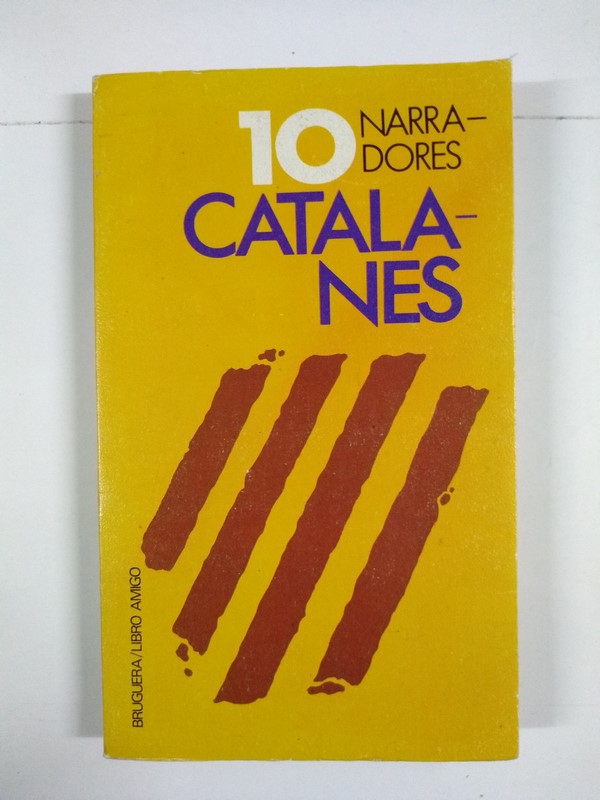 10 NARRA-
DORES
CATALA-
NES
BRUGUERA/LIBRO AMIGO